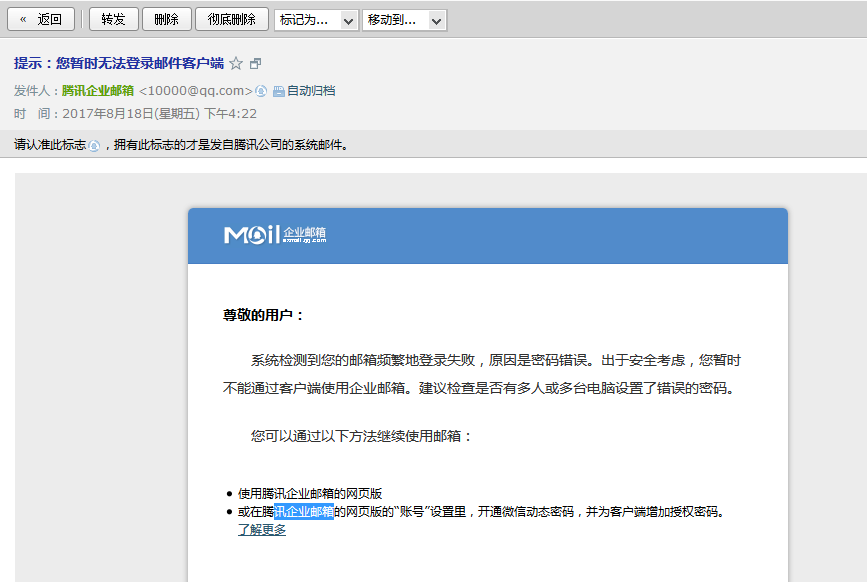 « 返回 转发 删除 彻底删除 标记为... 移动到...
提示：您暂时无法登录邮件客户端
发件人：腾讯企业邮箱 <10000@qq.com> 自动归档
时 间：2017年8月18日(星期五) 下午4:22
请认准此标志，拥有此标志的才是发自腾讯公司的系统邮件。
Mail 企业邮箱
exmail.qq.com
尊敬的用户：
系统检测到您的邮箱频繁地登录失败，原因是密码错误。出于安全考虑，您暂时
不能通过客户端使用企业邮箱。建议检查是否有多人或多台电脑设置了错误的密码。
您可以通过以下方法继续使用邮箱：
• 使用腾讯企业邮箱的网页版
• 或在腾讯企业邮箱的网页版的“账号”设置里，开通微信动态密码，并为客户端增加授权密码。
了解更多